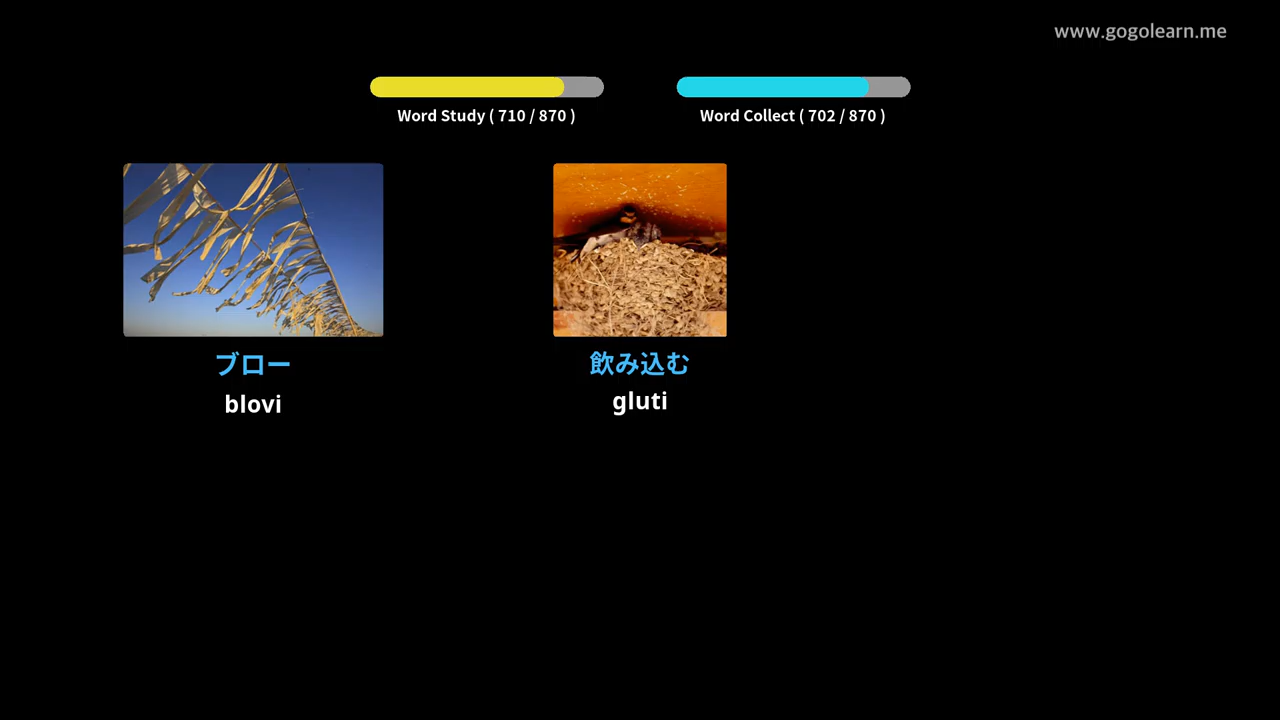 www.gogolearn.me
Word Study ( 710 / 870 )
Word Collect ( 702 / 870 )
ブロー
飲み込む
blovi
gluti